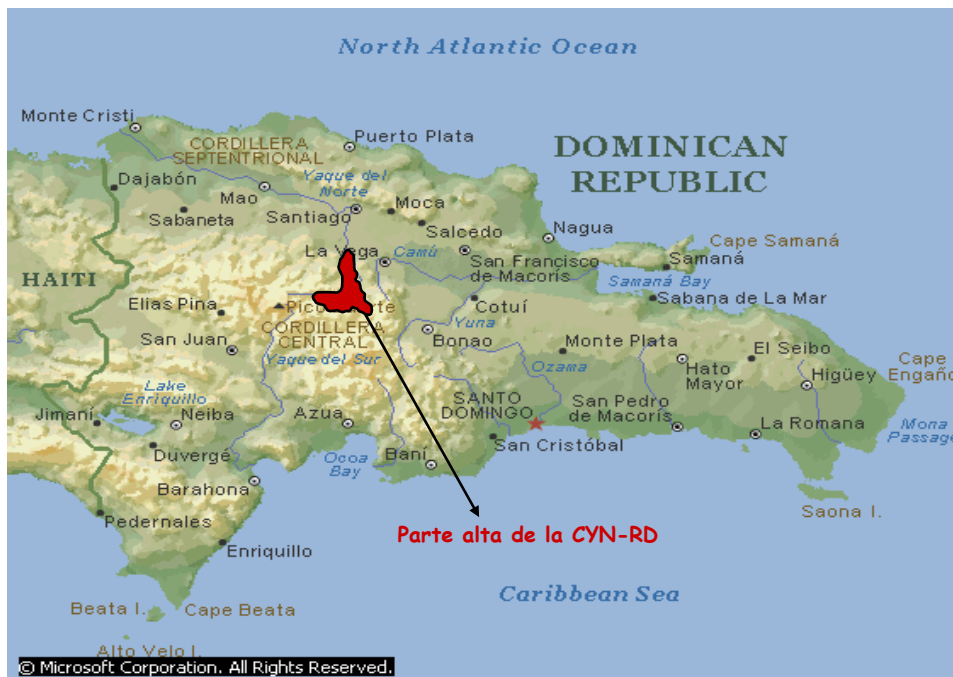 North Atlantic Ocean
Monte Cristi
Puerto Plata
CORDILLERA
SEPTENTRIONAL
DOMINICAN
REPUBLIC
Dajabón
Yaque del
Norte
Mao
Sabaneta
Santiago
Moca
Salcedo
Nagua
Cape Samaná
Samaná
La Vega
Camú
San Francisco
de Macorís
Samaná Bay
HAITI
Elias Pina
Cotuí
Sabana de La Mar
CORDILLERA
CENTRAL
Yuna
Bonao
San Juan
Yaque del Sur
Monte Plata
El Seibo
Cape
Engaño
Ozama
Hato
Mayor
Higüey
Lake
Enriquillo
SANTO
DOMINGO
San Pedro
de Macorís
Jimaní
Neiba
Azua
La Romana
Mona
Passage
San Cristóbal
Duvergé
Ocoa
Bay
Baní
Barahona
Saona I.
Pedernales
Parte alta de la CYN-RD
Enriquillo
Caribbean Sea
Beata I.
Cape Beata
Alto Velo I.
© Microsoft Corporation. All Rights Reserved.